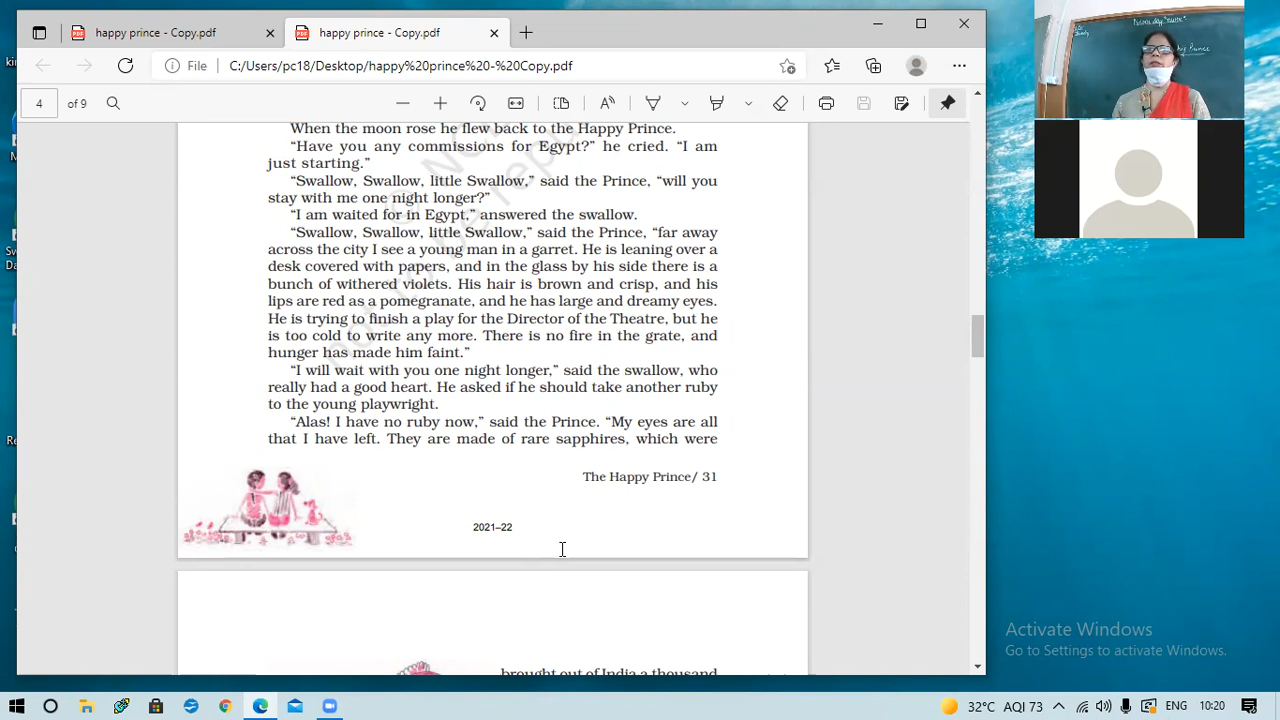 happy prince - Copy.pdf
happy prince - Copy.pdf
File
C:/Users/pc18/Desktop/happy%20prince%20-%20Copy.pdf
4
of 9
When the moon rose he flew back to the Happy Prince.
“Have you any commissions for Egypt?” he cried. “I am
just starting.”
“Swallow, Swallow, little Swallow,” said the Prince, “will you
stay with me one night longer?”
“I am waited for in Egypt,” answered the swallow.
“Swallow, Swallow, little Swallow,” said the Prince, “far away
across the city I see a young man in a garret. He is leaning over a
desk covered with papers, and in the glass by his side there is a
bunch of withered violets. His hair is brown and crisp, and his
lips are red as a pomegranate, and he has large and dreamy eyes.
He is trying to finish a play for the Director of the Theatre, but he
is too cold to write any more. There is no fire in the grate, and
hunger has made him faint.”
“I will wait with you one night longer,” said the swallow, who
really had a good heart. He asked if he should take another ruby
to the young playwright.
“Alas! I have no ruby now,” said the Prince. “My eyes are all
that I have left. They are made of rare sapphires, which were
The Happy Prince/ 31
2021–22
brought out of India a thousand
Prince
Activate Windows
Go to Settings to activate Windows.
32°C AQI 73
ENG
10:20